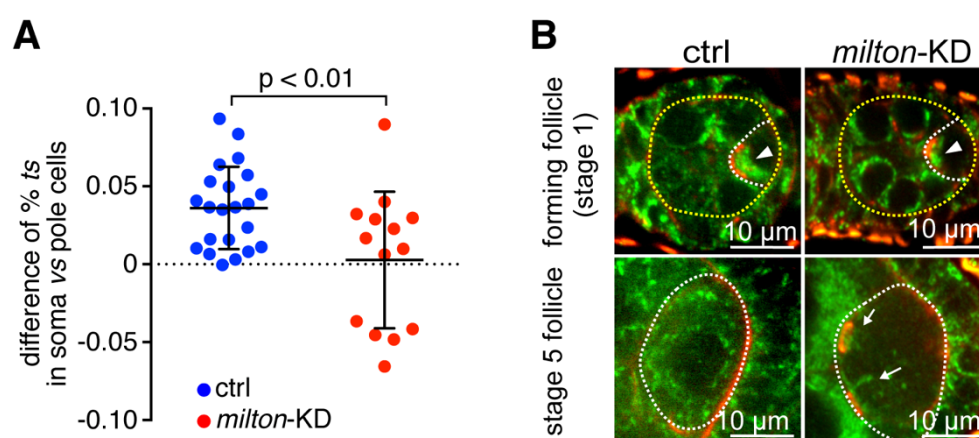 A
difference of % ts
in soma vs pole cells
0.10
0.05
0
-0.05
-0.10
p < 0.01
ctrl
milton-KD
B
ctrl
milton-KD
forming follicle
(stage 1)
10 µm
10 µm
stage 5 follicle
10 µm
10 µm